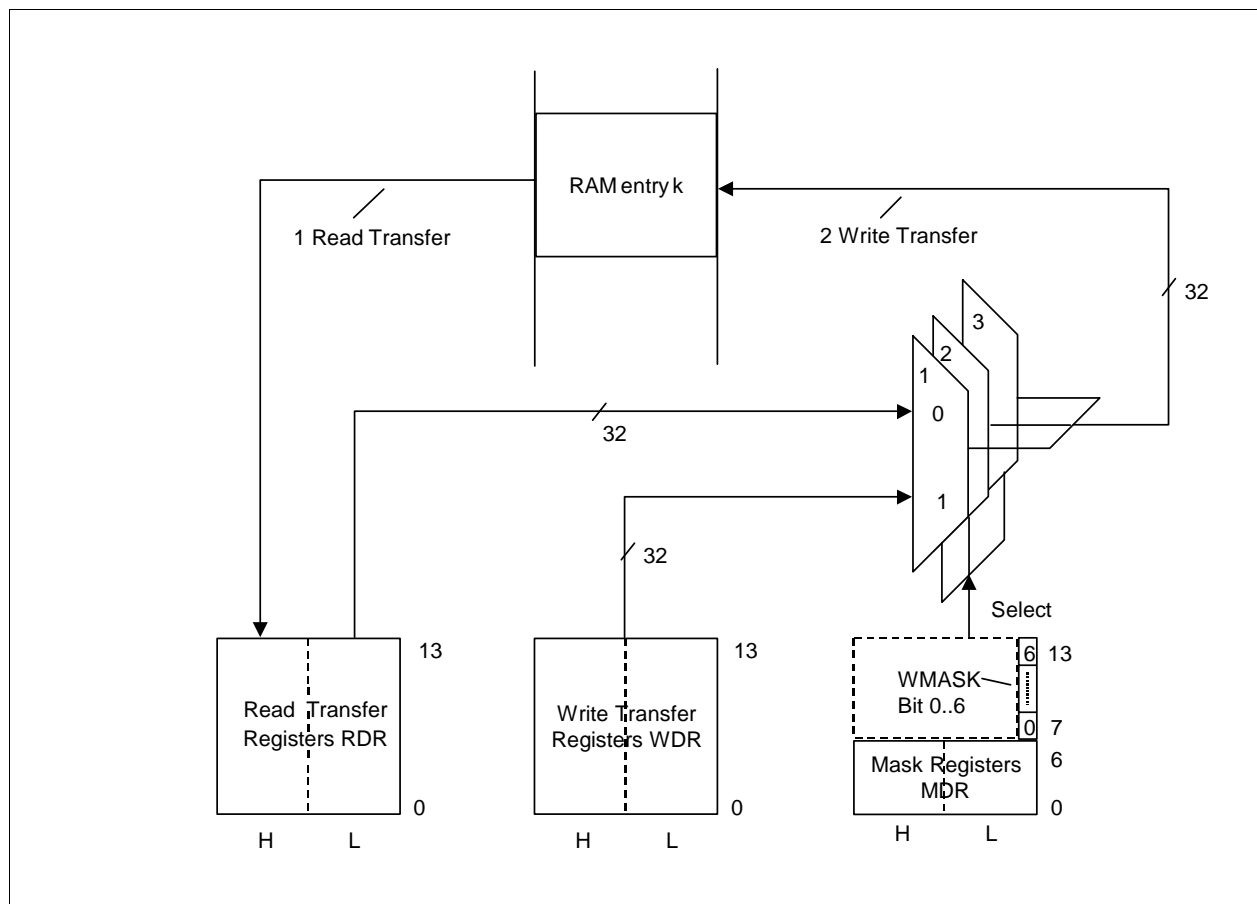 RAM entry k
1 Read Transfer
2 Write Transfer
32
3
2
1
0
32
1
32
Select
13
13
6 13
WMASK
Bit 0..6
Read Transfer
Registers RDR
Write Transfer
Registers WDR
0 7
Mask Registers
MDR
6
0
0
0
H L
H L
H L